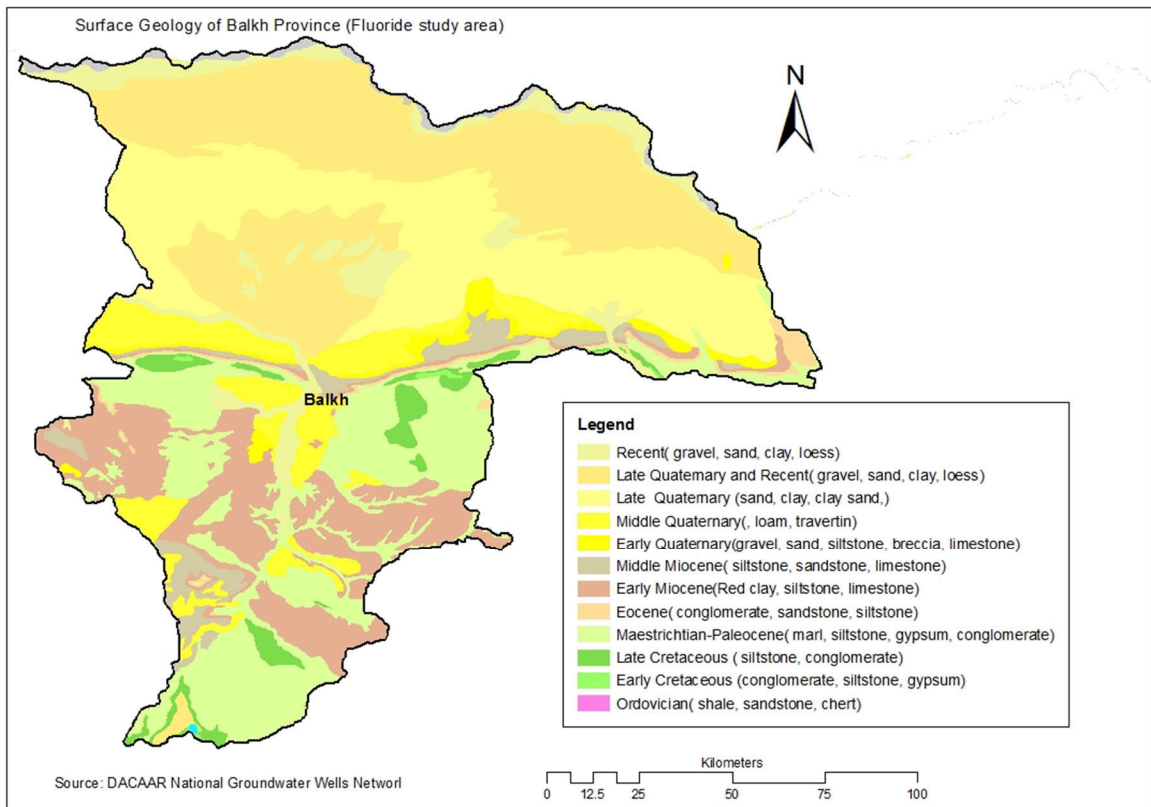 Surface Geology of Balkh Province (Fluoride study area)
N
Balkh
Legend
Recent( gravel, sand, clay, loess)
Late Quaternary and Recent( gravel, sand, clay, loess)
Late  Quaternary (sand, clay, clay sand,)
Middle Quaternary(, loam, travertin)
Early Quaternary(gravel, sand, siltstone, breccia, limestone)
Middle Miocene( siltstone, sandstone, limestone)
Early Miocene(Red clay, siltstone, limestone)
Eocene( conglomerate, sandstone, siltstone)
Maestrichtian-Paleocene( marl, siltstone, gypsum, conglomerate)
Late Cretaceous ( siltstone, conglomerate)
Early Cretaceous (conglomerate, siltstone, gypsum)
Ordovician( shale, sandstone, chert)
Source: DACAAR National Groundwater Wells Networl
Kilometers
0 12.5 25 50 75 100